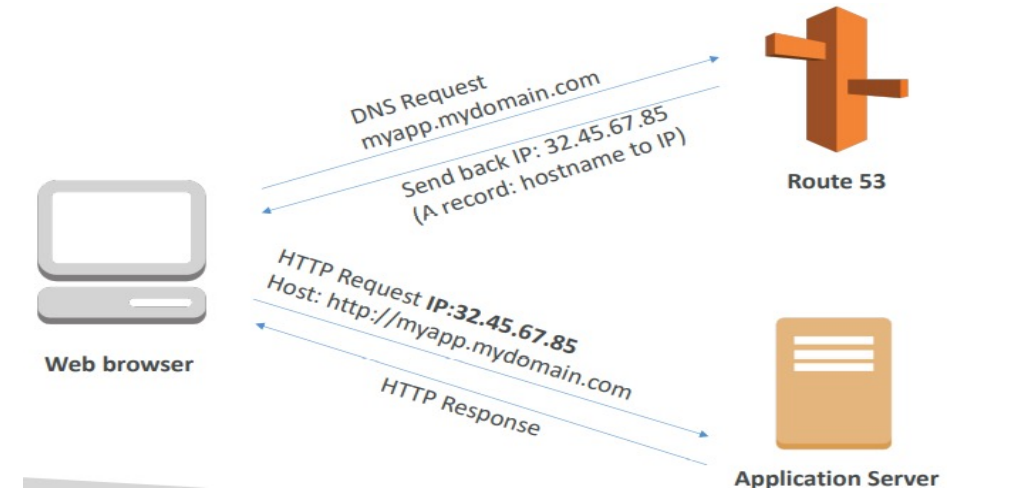 DNS Request
myapp.mydomain.com
Send back IP: 32.45.67.85
(A record: hostname to IP)
Route 53
HTTP Request IP:32.45.67.85
Host: http://myapp.mydomain.com
HTTP Response
Web browser
Application Server